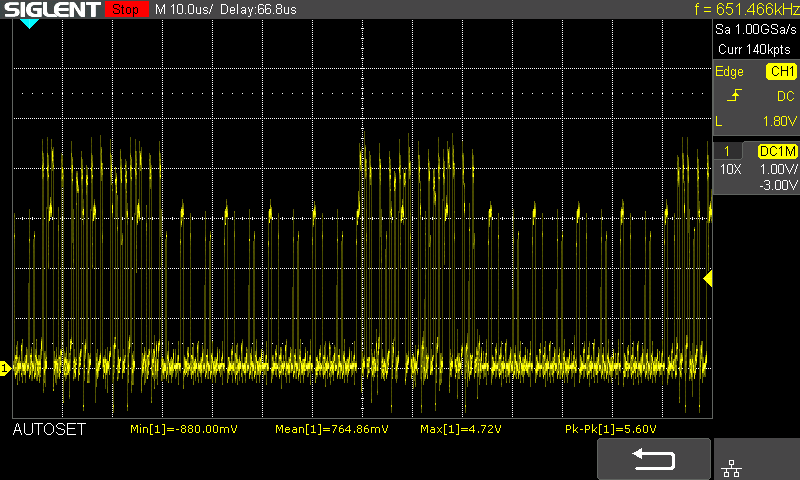 SIGLENT Stop M 10.0us/ Delay:66.8us f = 651.466kHz
Sa 1.00GSa/s
Curr 140kpts
Edge CH1
DC
L 1.80V
1 DC1M
10X 1.00V/
-3.00V
1
AUTOSET Min[1]=-880.00mV Mean[1]=764.86mV Max[1]=4.72V Pk-Pk[1]=5.60V